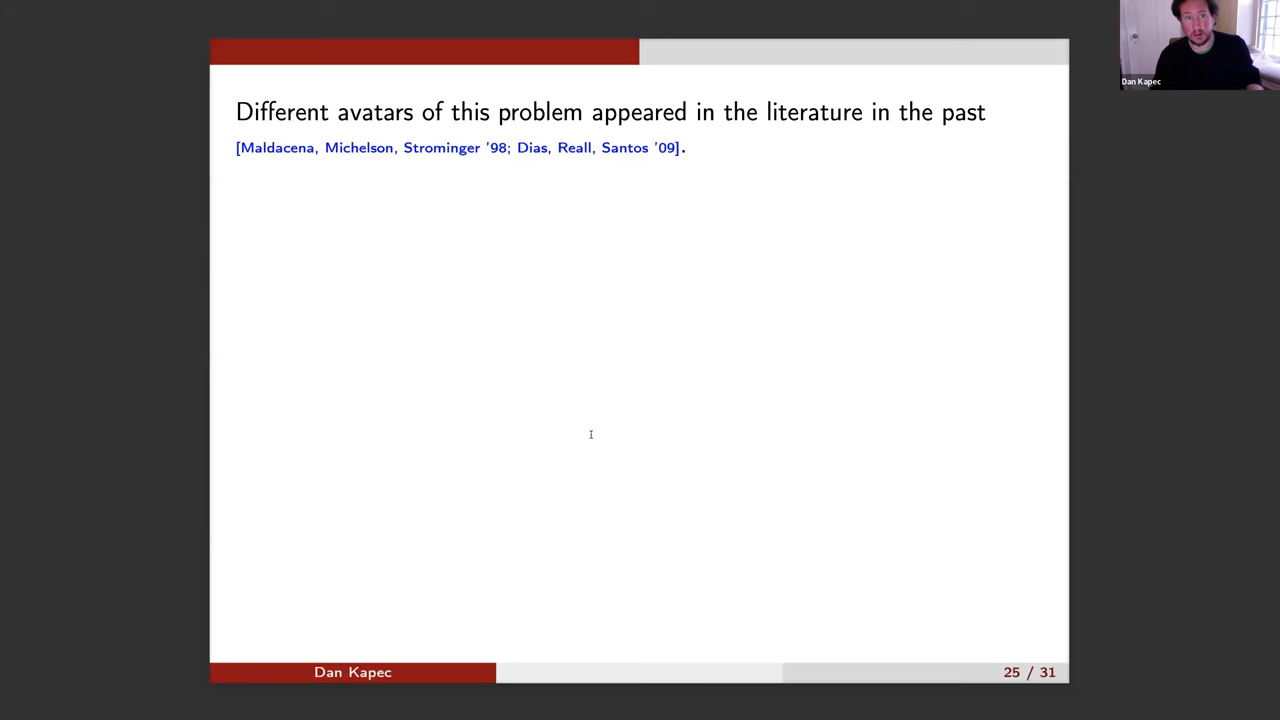 Dan Kapec
Different avatars of this problem appeared in the literature in the past
[Maldacena, Michelson, Strominger '98; Dias, Reall, Santos '09].
Dan Kapec
25 / 31